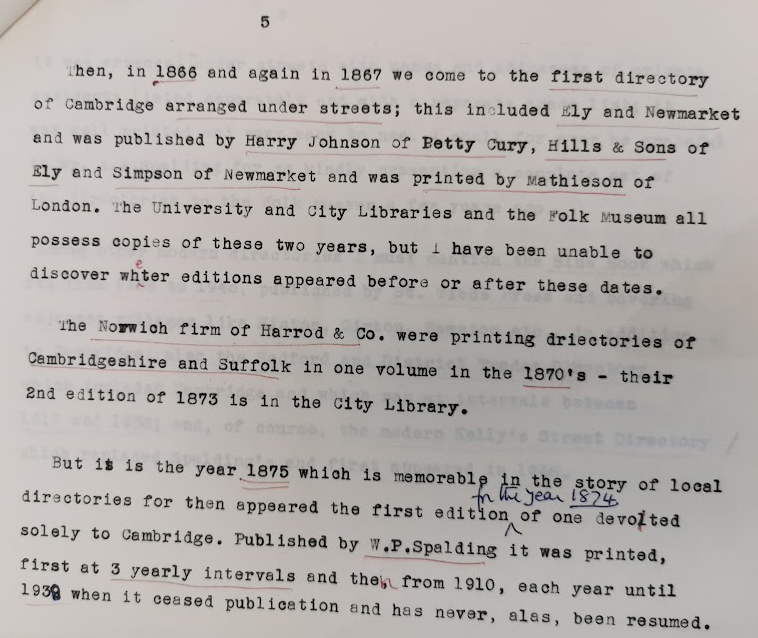 5
Then, in 1866 and again in 1867 we come to the first directory
of Cambridge arranged under streets; this included Ely and Newmarket
and was published by Harry Johnson of Petty Cury, Hills & Sons of
Ely and Simpson of Newmarket and was printed by Mathieson of
London. The University and City Libraries and the Folk Museum all
possess copies of these two years, but I have been unable to
e
discover whter editions appeared before or after these dates.
The Norwich firm of Harrod & Co. were printing driectories of
Cambridgeshire and Suffolk in one volume in the 1870's - their
2nd edition of 1873 is in the City Library.
But it is the year 1875 which is memorable in the story of local
for the year 1874
directories for then appeared the first edition of one devoted
solely to Cambridge. Published by W.P.Spalding it was printed,
first at 3 yearly intervals and then from 1910, each year until
when it ceased publication and has never, alas, been resumed.